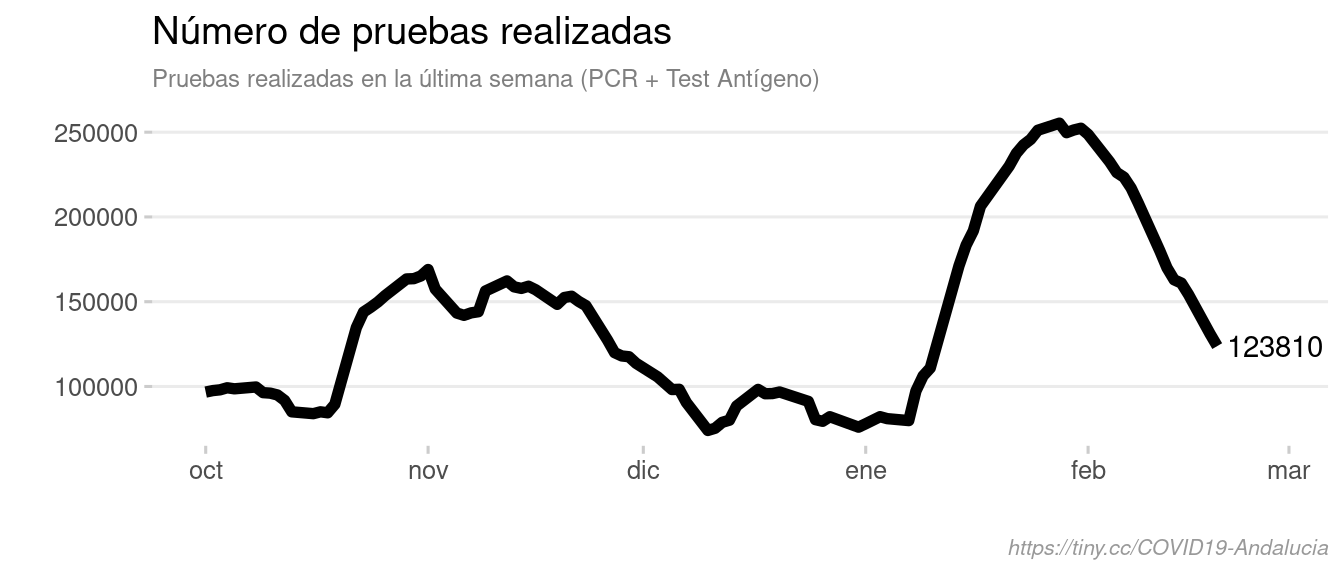 Número de pruebas realizadas
Pruebas realizadas en la última semana (PCR + Test Antígeno)
250000
200000
150000
100000
123810
oct nov dic ene feb mar
https://tiny.cc/COVID19-Andalucia